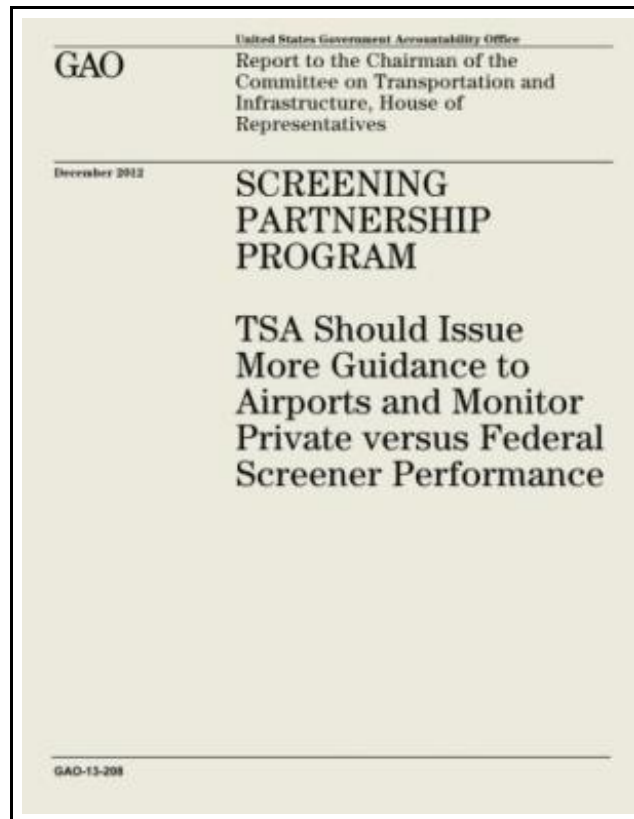 United States Government Accountability Office
GAO
Report to the Chairman of the
Committee on Transportation and
Infrastructure, House of
Representatives
December 2012
SCREENING
PARTNERSHIP
PROGRAM
TSA Should Issue
More Guidance to
Airports and Monitor
Private versus Federal
Screener Performance
GAO-13-208